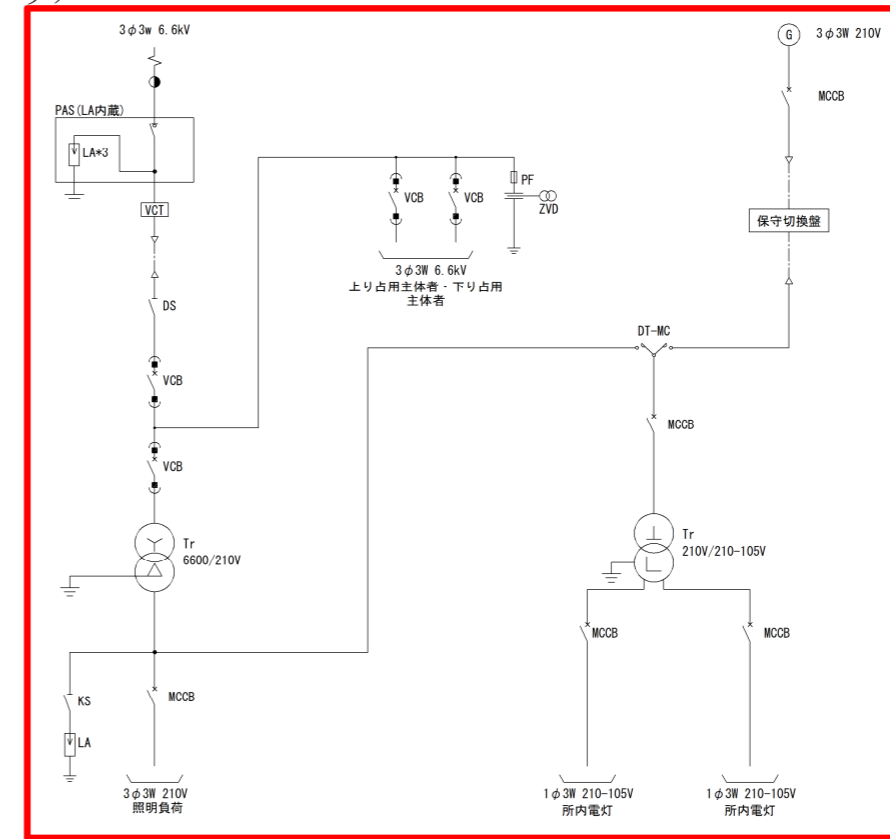 3φ3w 6.6kV
G 3φ3W 210V
MCCB
PAS(LA内蔵)
LA*3
VCT
VCB
VCB
PF
ZVD
保守切換盤
3φ3W 6.6kV
上り占用主体者‐下り占用
主体者
DS
DT-MC
VCB
MCCB
VCB
Tr
6600/210V
Tr
210V/210-105V
MCCB
MCCB
KS
MCCB
LA
3φ3W 210V
照明負荷
1φ3W 210-105V
所内電灯
1φ3W 210-105V
所内電灯